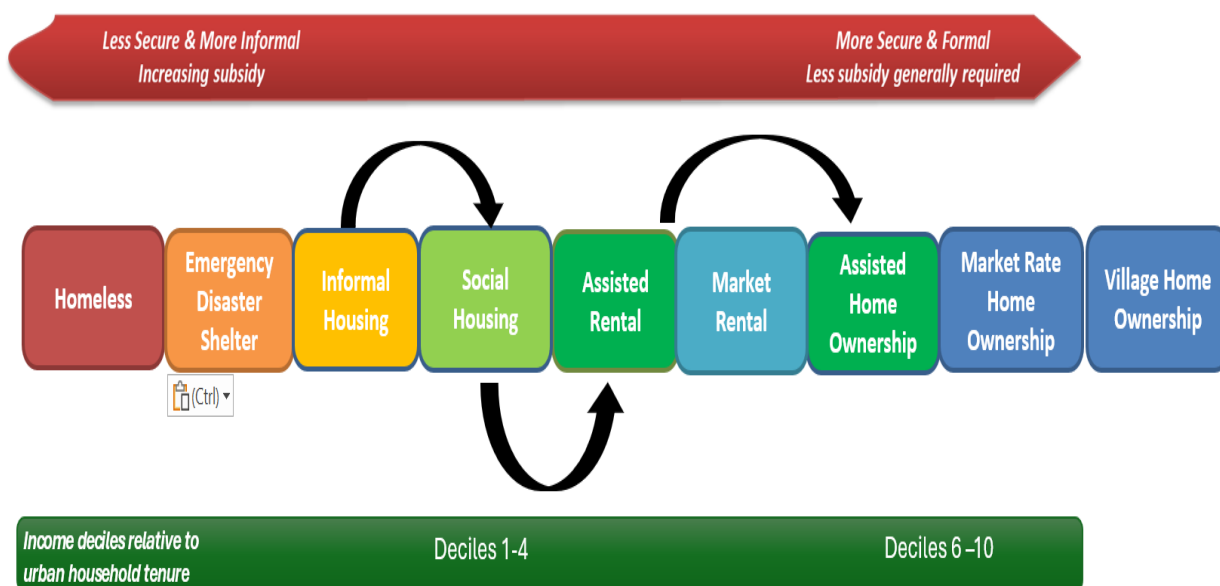 Less Secure & More Informal
Increasing subsidy
More Secure & Formal
Less subsidy generally required
Homeless
Emergency
Disaster
Shelter
Informal
Housing
Social
Housing
Assisted
Rental
Market
Rental
Assisted
Home
Ownership
Market Rate
Home
Ownership
Village Home
Ownership
(Ctrl)
Income deciles relative to
urban household tenure
Deciles 1-4
Deciles 6 –10